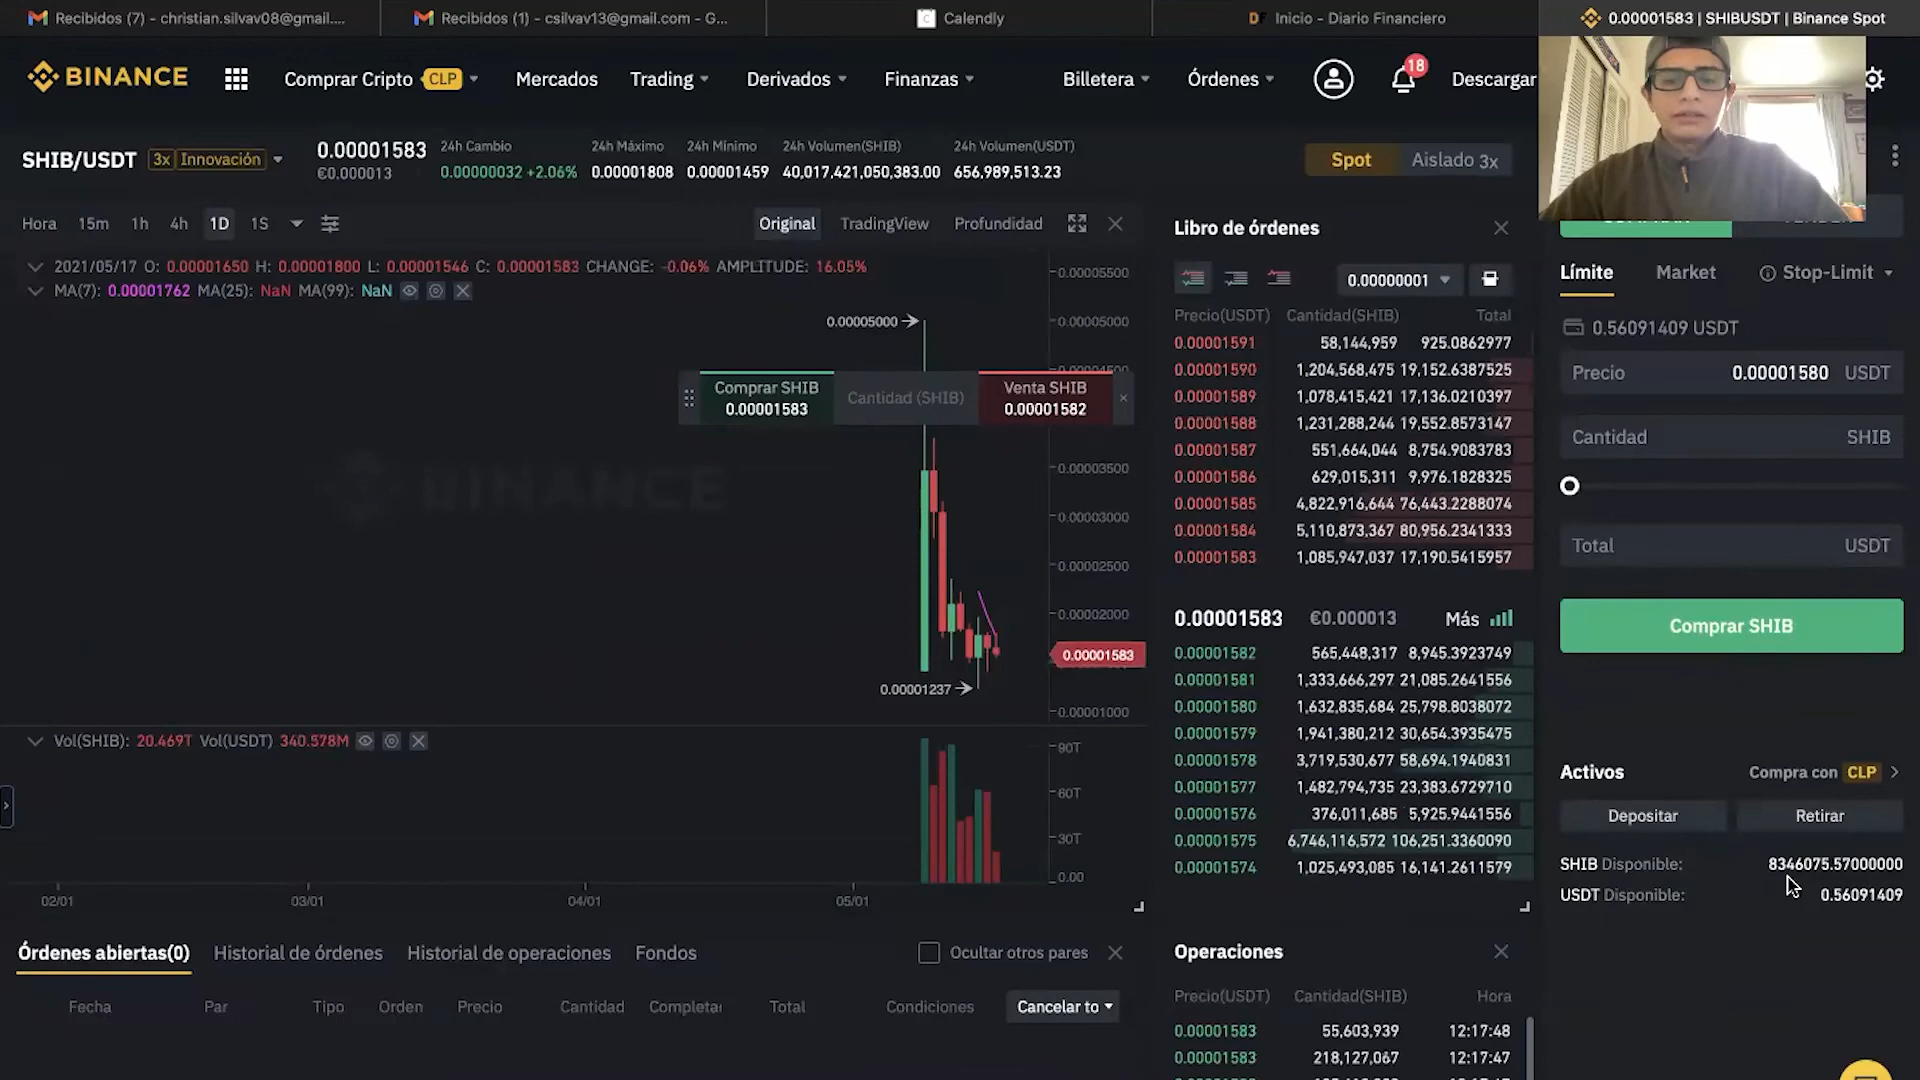 Recibidos (7) - christian.silvav08@gmail....
Recibidos (1) - csilvav13@gmail.com - G...
Calendly
DF Inicio - Diario Financiero
0.00001583 | SHIBUSDT | Binance Spot
BINANCE
Comprar Cripto CLP
Mercados
Trading
Derivados
Finanzas
Billetera
Órdenes
18
Descargar
SHIB/USDT
3x Innovación
0.00001583
€0.000013
24h Cambio
0.00000032 +2.06%
24h Máximo
0.00001808
24h Mínimo
0.00001459
24h Volumen(SHIB)
40,017,421,050,383.00
24h Volumen(USDT)
656,989,513.23
Spot
Aislado 3x
Hora 15m 1h 4h 1D 1S
Original TradingView Profundidad
2021/05/17 O: 0.00001650 H: 0.00001800 L: 0.00001546 C: 0.00001583 CHANGE: -0.06% AMPLITUDE: 16.05%
MA(7): 0.00001762 MA(25): NaN MA(99): NaN
0.00005500
0.00005000
0.00005000
0.00004500
Comprar SHIB
0.00001583
Cantidad (SHIB)
Venta SHIB
0.00001582
BINANCE
0.00003500
0.00003000
0.00002500
0.00002000
0.00001583
0.00001237
0.00001000
Vol(SHIB): 20.469T Vol(USDT) 340.578M
90T
60T
30T
0.00
02/01 03/01 04/01 05/01
Órdenes abiertas(0) Historial de órdenes Historial de operaciones Fondos
Ocultar otros pares
Fecha Par Tipo Orden Precio Cantidad Completar Total Condiciones Cancelar to
Libro de órdenes
0.00000001
Precio(USDT) Cantidad(SHIB) Total
0.00001591 58,144,959 925.0862977
0.00001590 1,204,568,475 19,152.6387525
0.00001589 1,078,415,421 17,136.0210397
0.00001588 1,231,288,244 19,552.8573147
0.00001587 551,664,044 8,754.9083783
0.00001586 629,015,311 9,976.1828325
0.00001585 4,822,916,644 76,443.2288074
0.00001584 5,110,873,367 80,956.2341333
0.00001583 1,085,947,037 17,190.5415957
0.00001583 €0.000013 Más
0.00001582 565,448,317 8,945.3923749
0.00001581 1,333,666,297 21,085.2641556
0.00001580 1,632,835,684 25,798.8038072
0.00001579 1,941,380,212 30,654.3935475
0.00001578 3,719,530,677 58,694.1940831
0.00001577 1,482,794,735 23,383.6729710
0.00001576 376,011,685 5,925.9441556
0.00001575 6,746,116,572 106,251.3360090
0.00001574 1,025,493,085 16,141.2611579
Operaciones
Precio(USDT) Cantidad(SHIB) Hora
0.00001583 55,603,939 12:17:48
0.00001583 218,127,067 12:17:47
Límite Market Stop-Limit
0.56091409 USDT
Precio 0.00001580 USDT
Cantidad SHIB
Total USDT
Comprar SHIB
Activos
Compra con CLP
Depositar
Retirar
SHIB Disponible: 8346075.57000000
USDT Disponible: 0.56091409